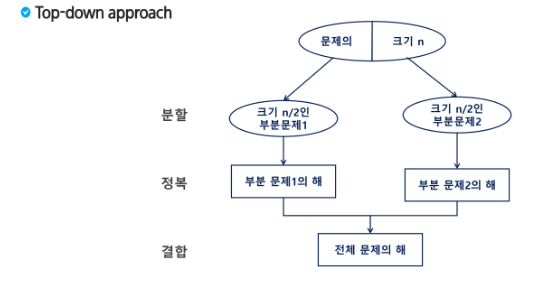 Top-down approach
문제의 크기 n
분할
크기 n/2인
부분문제1
크기 n/2인
부분문제2
정복
부분 문제1의 해
부분 문제2의 해
결합
전체 문제의 해